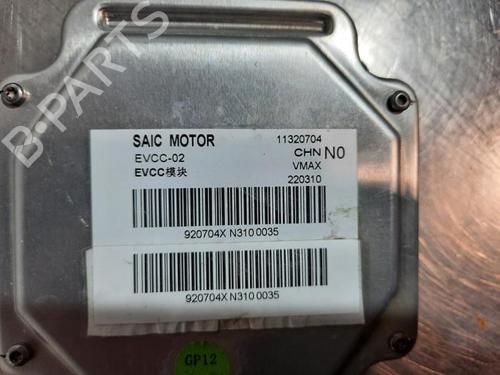 SAIC MOTOR 11320704
EVCC-02 CHN N0
EVCC模块 VMAX
220310
920704X N310 0035
920704X N310 0035
GP12
B-PARTS